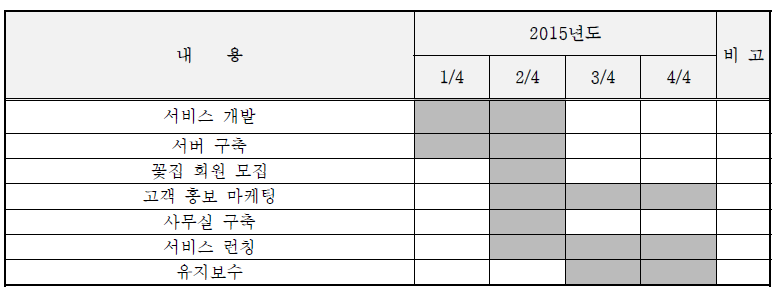 내 용
2015년도
비 고
1/4 2/4 3/4 4/4
서비스 개발
서버 구축
꽃집 회원 모집
고객 홍보 마케팅
사무실 구축
서비스 런칭
유지보수